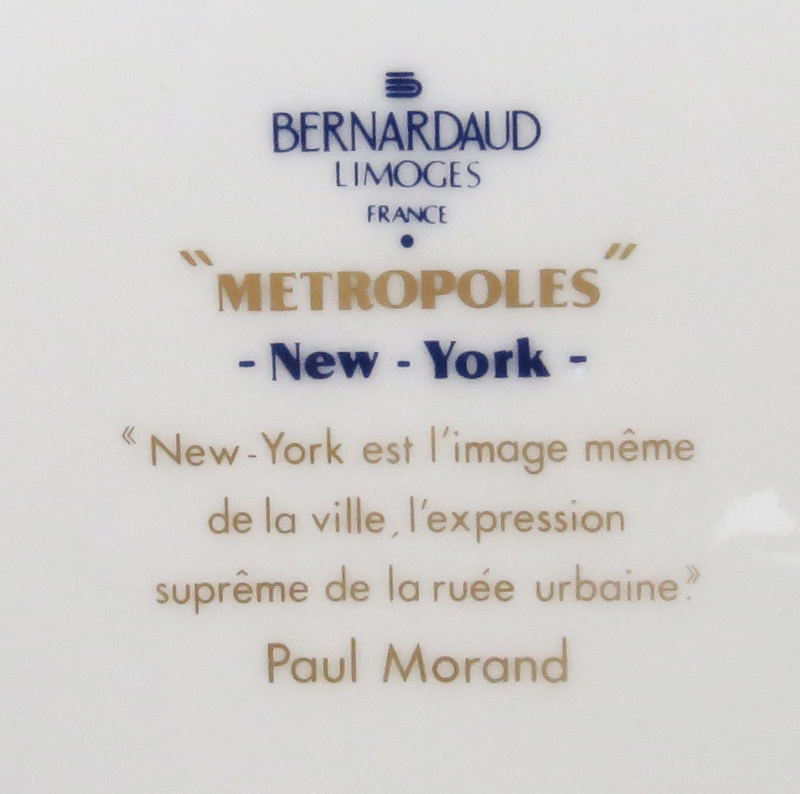 BERNARDAUD
LIMOGES
FRANCE
"METROPOLES"
- New - York -
« New-York est l'image même
de la ville, l'expression
suprême de la ruée urbaine.»
Paul Morand